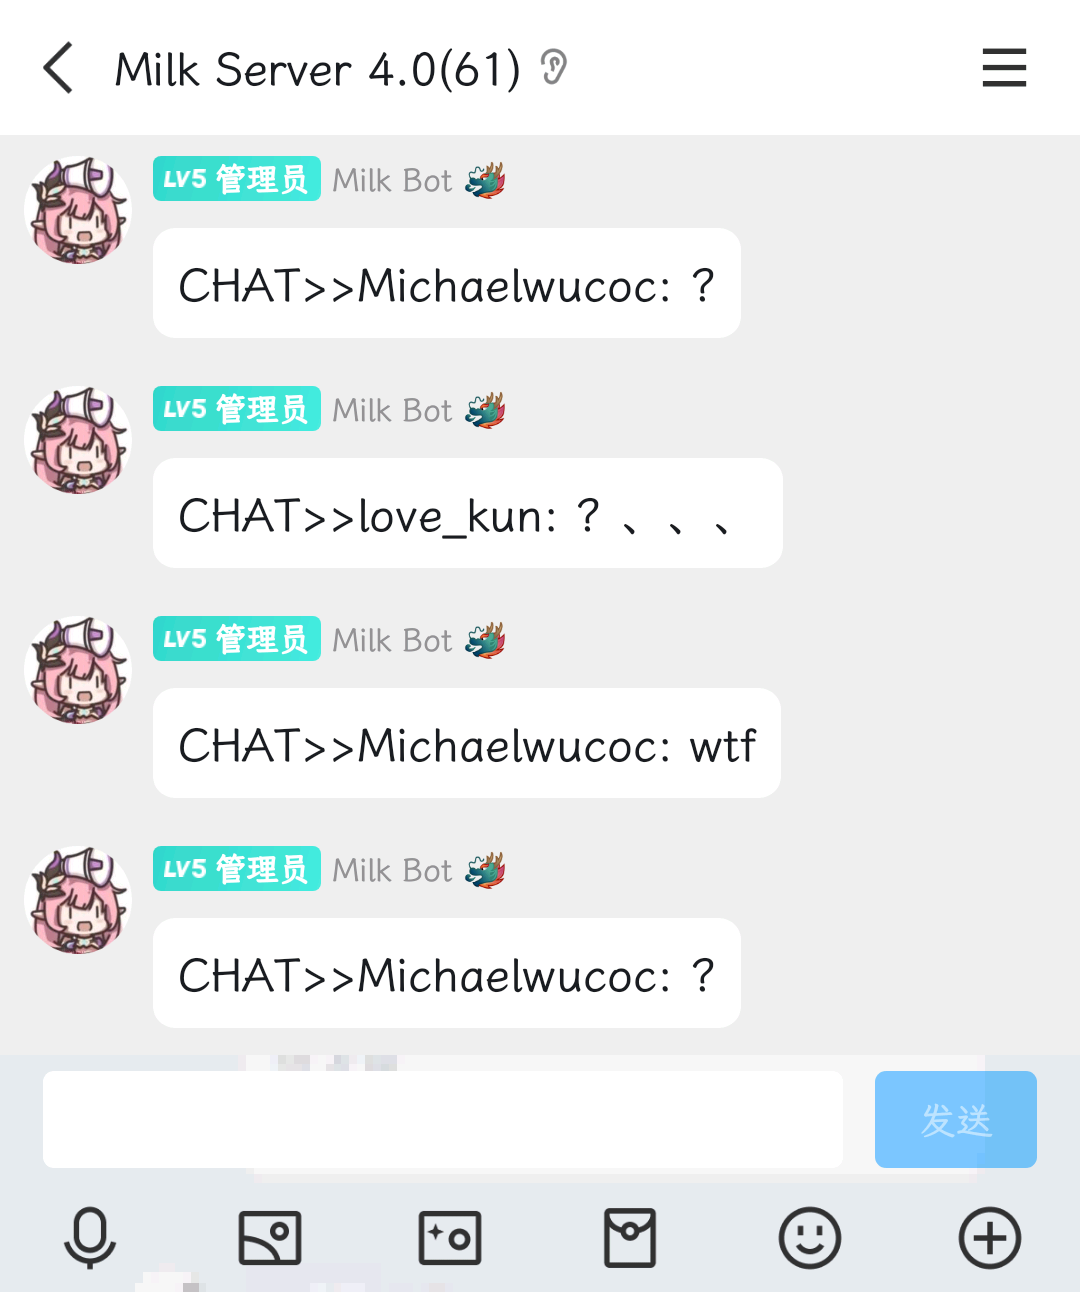 Milk Server 4.0(61)
LV5 管理员 Milk Bot
CHAT>>Michaelwucoc: ?
LV5 管理员 Milk Bot
CHAT>>love_kun: ? 、、、
LV5 管理员 Milk Bot
CHAT>>Michaelwucoc: wtf
LV5 管理员 Milk Bot
CHAT>>Michaelwucoc: ?
发送